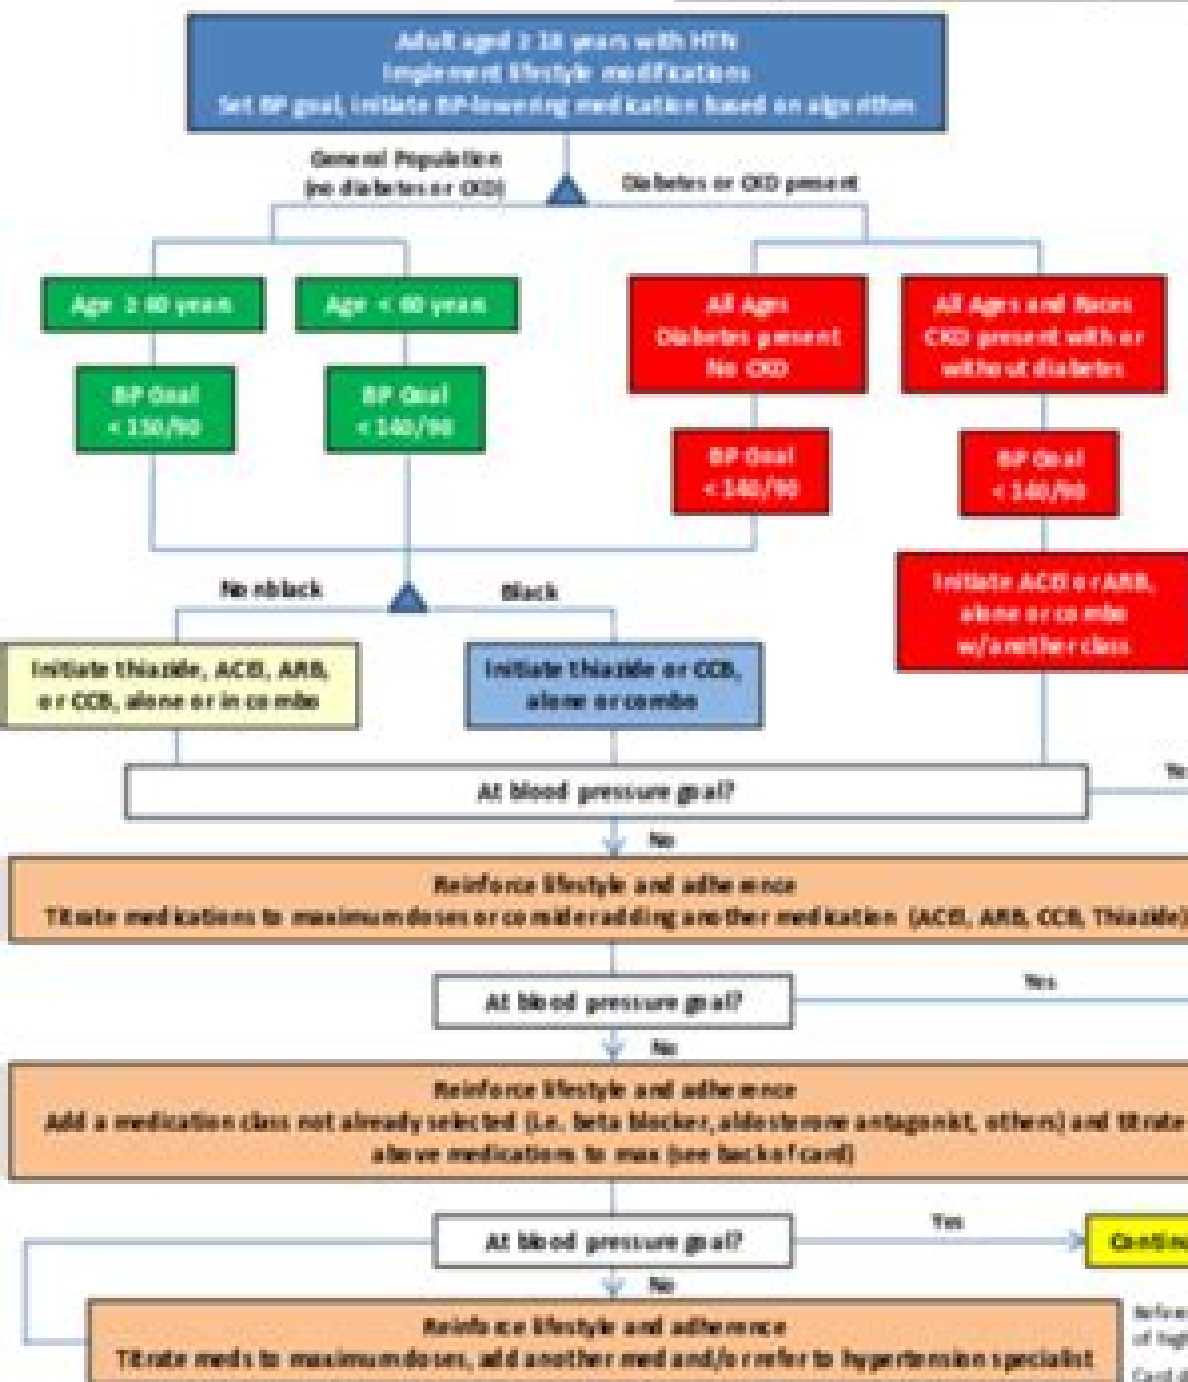 Adult aged ≥ 18 years with HTN
Implement lifestyle modifications
Set BP goal, initiate BP-lowering medication based on algorithm
General Population
(no diabetes or CKD)
Diabetes or CKD present
Age ≥ 60 years
Age < 60 years
All Ages
Diabetes present
No CKD
All Ages and Races
CKD present with or
without diabetes
BP Goal
< 150/90
BP Goal
< 140/90
BP Goal
< 140/90
BP Goal
< 140/90
Nonblack
Black
Initiate ACEI or ARB,
alone or combo
w/another class
Initiate thiazide, ACEI, ARB,
or CCB, alone or in combo
Initiate thiazide or CCB,
alone or combo
At blood pressure goal?
No
Reinforce lifestyle and adherence
Titrate medications to maximum doses or consider adding another medication (ACEI, ARB, CCB, Thiazide)
At blood pressure goal?
Yes
No
Reinforce lifestyle and adherence
Add a medication class not already selected (i.e. beta blocker, aldosterone antagonist, others) and titrate
above medications to max (see back of card)
At blood pressure goal?
Yes
No
Reinforce lifestyle and adherence
Titrate meds to maximum doses, add another med and/or refer to hypertension specialist
of